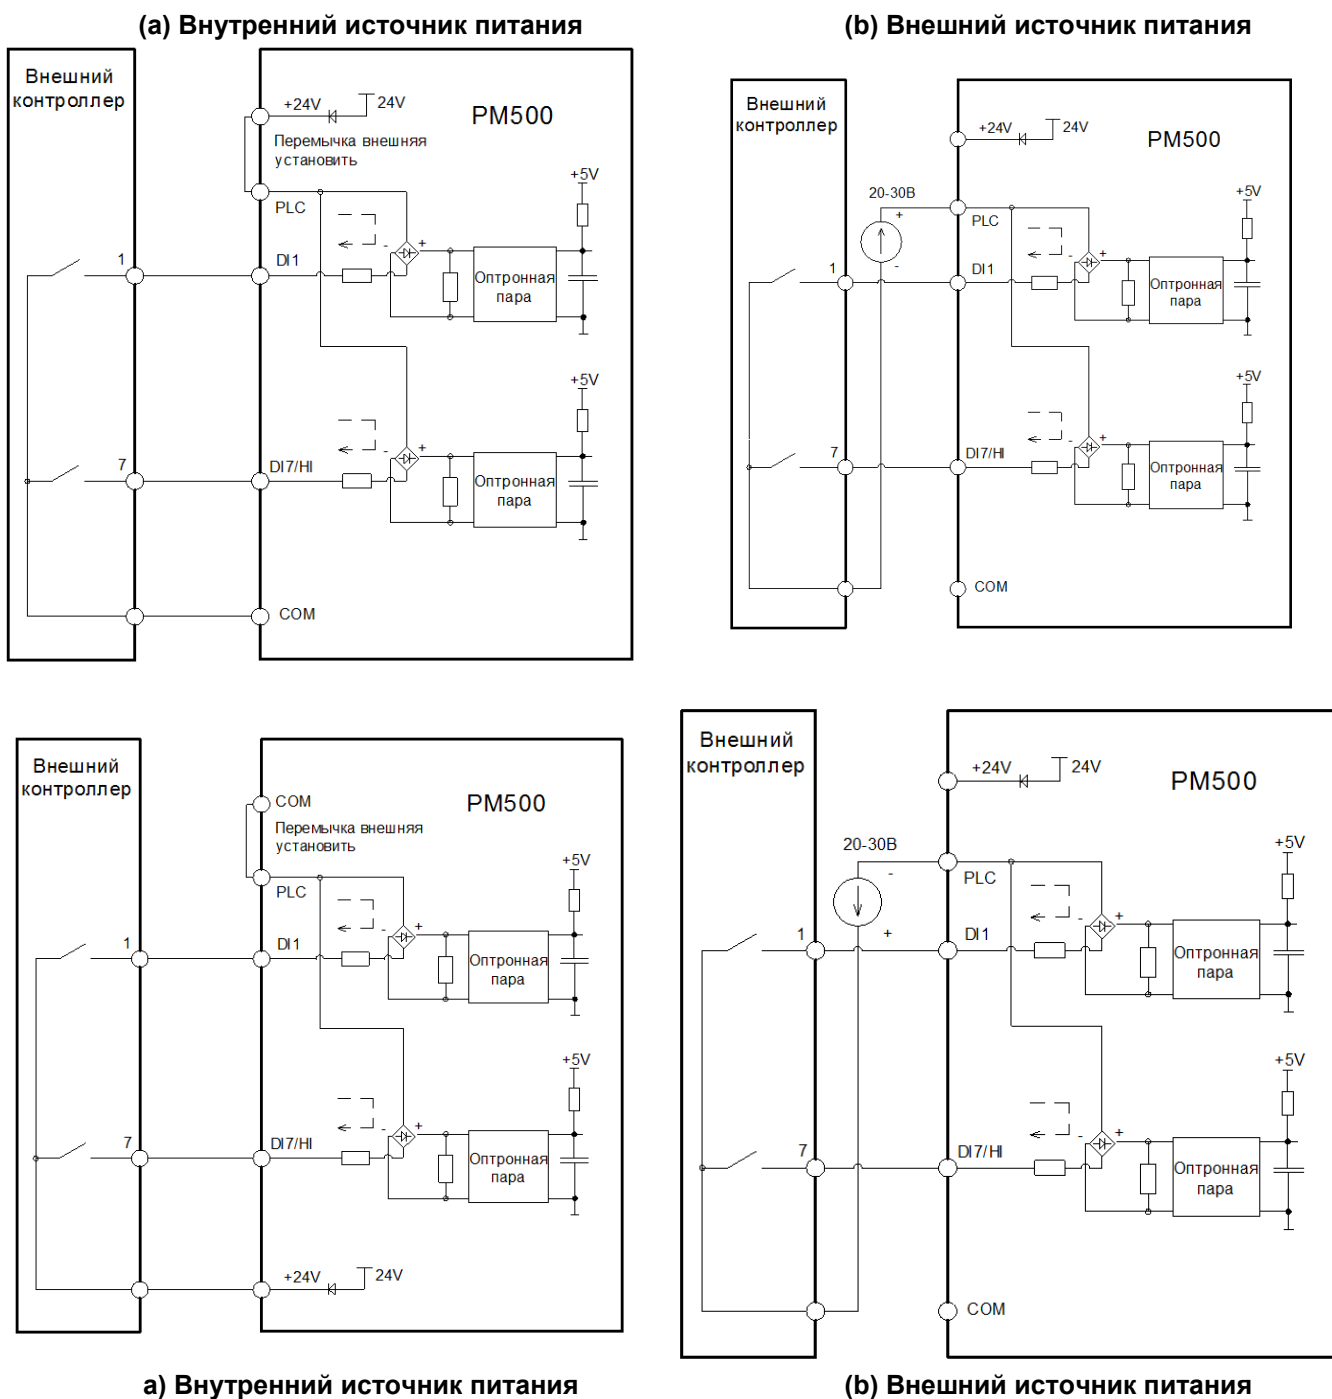 (a) Внутренний источник питания
Внешний
контроллер
+24V
24V
PM500
Перемычка внешняя
установить
PLC
+5V
-
+
1
DI1
Оптронная
пара
+5V
-
+
7
DI7/HI
Оптронная
пара
COM
(b) Внешний источник питания
Внешний
контроллер
+24V
24V
PM500
20-30В
+
-
PLC
+5V
-
+
1
DI1
Оптронная
пара
+5V
-
+
7
DI7/HI
Оптронная
пара
COM
Внешний
контроллер
COM
PM500
Перемычка внешняя
установить
PLC
+5V
-
+
1
DI1
Оптронная
пара
+5V
-
+
7
DI7/HI
Оптронная
пара
+24V
24V
a) Внутренний источник питания
Внешний
контроллер
+24V
24V
PM500
20-30В
-
+
PLC
+5V
-
+
1
DI1
Оптронная
пара
+5V
-
+
7
DI7/HI
Оптронная
пара
COM
(b) Внешний источник питания